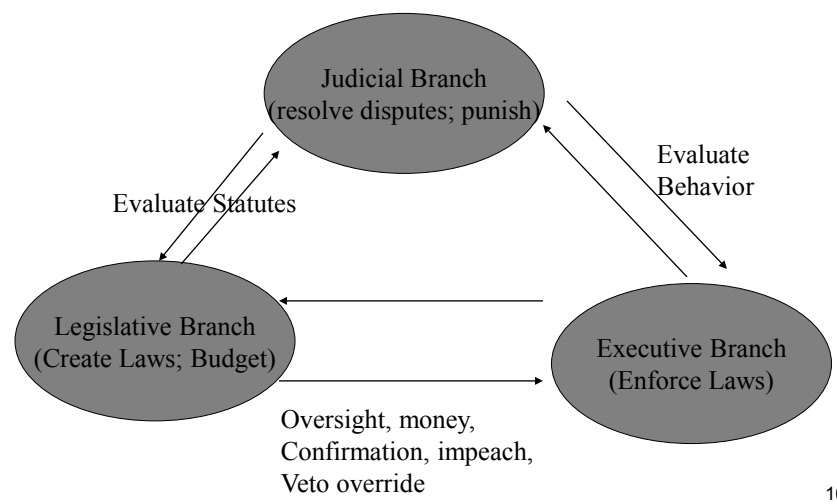 Judicial Branch
(resolve disputes; punish)
Evaluate
Behavior
Evaluate Statutes
Legislative Branch
(Create Laws; Budget)
Executive Branch
(Enforce Laws)
Oversight, money,
Confirmation, impeach,
Veto override